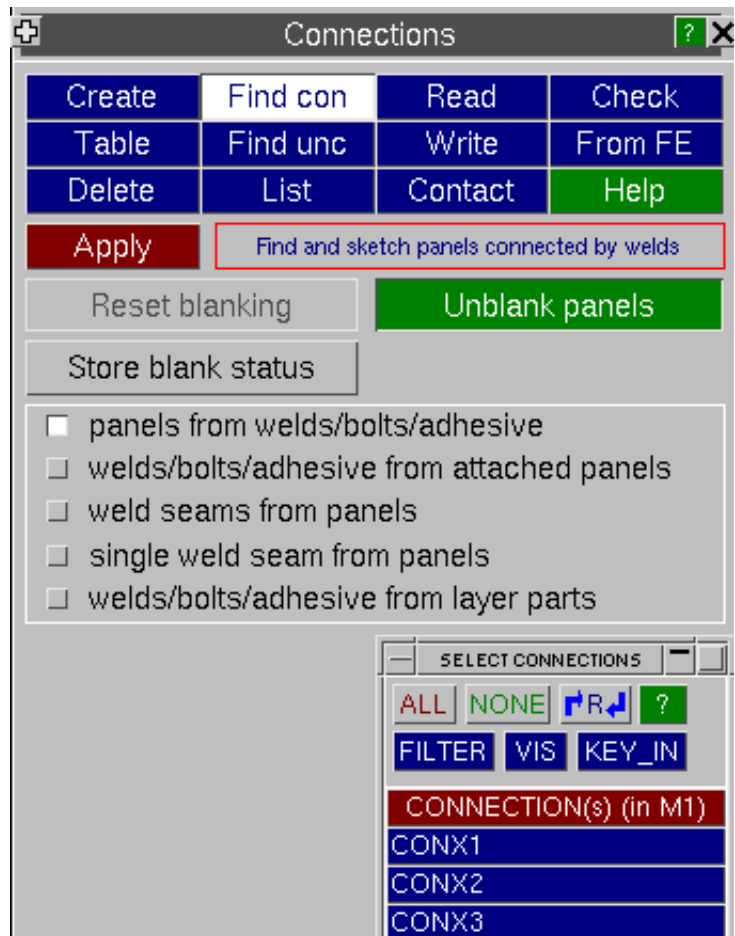 Connections ?
Create Find con Read Check
Table Find unc Write From FE
Delete List Contact Help
Apply Find and sketch panels connected by welds
Reset blanking Unblank panels
Store blank status
panels from welds/bolts/adhesive
welds/bolts/adhesive from attached panels
weld seams from panels
single weld seam from panels
welds/bolts/adhesive from layer parts
SELECT CONNECTIONS
ALL NONE R ?
FILTER VIS KEY_IN
CONNECTION(s) (in M1)
CONX1
CONX2
CONX3